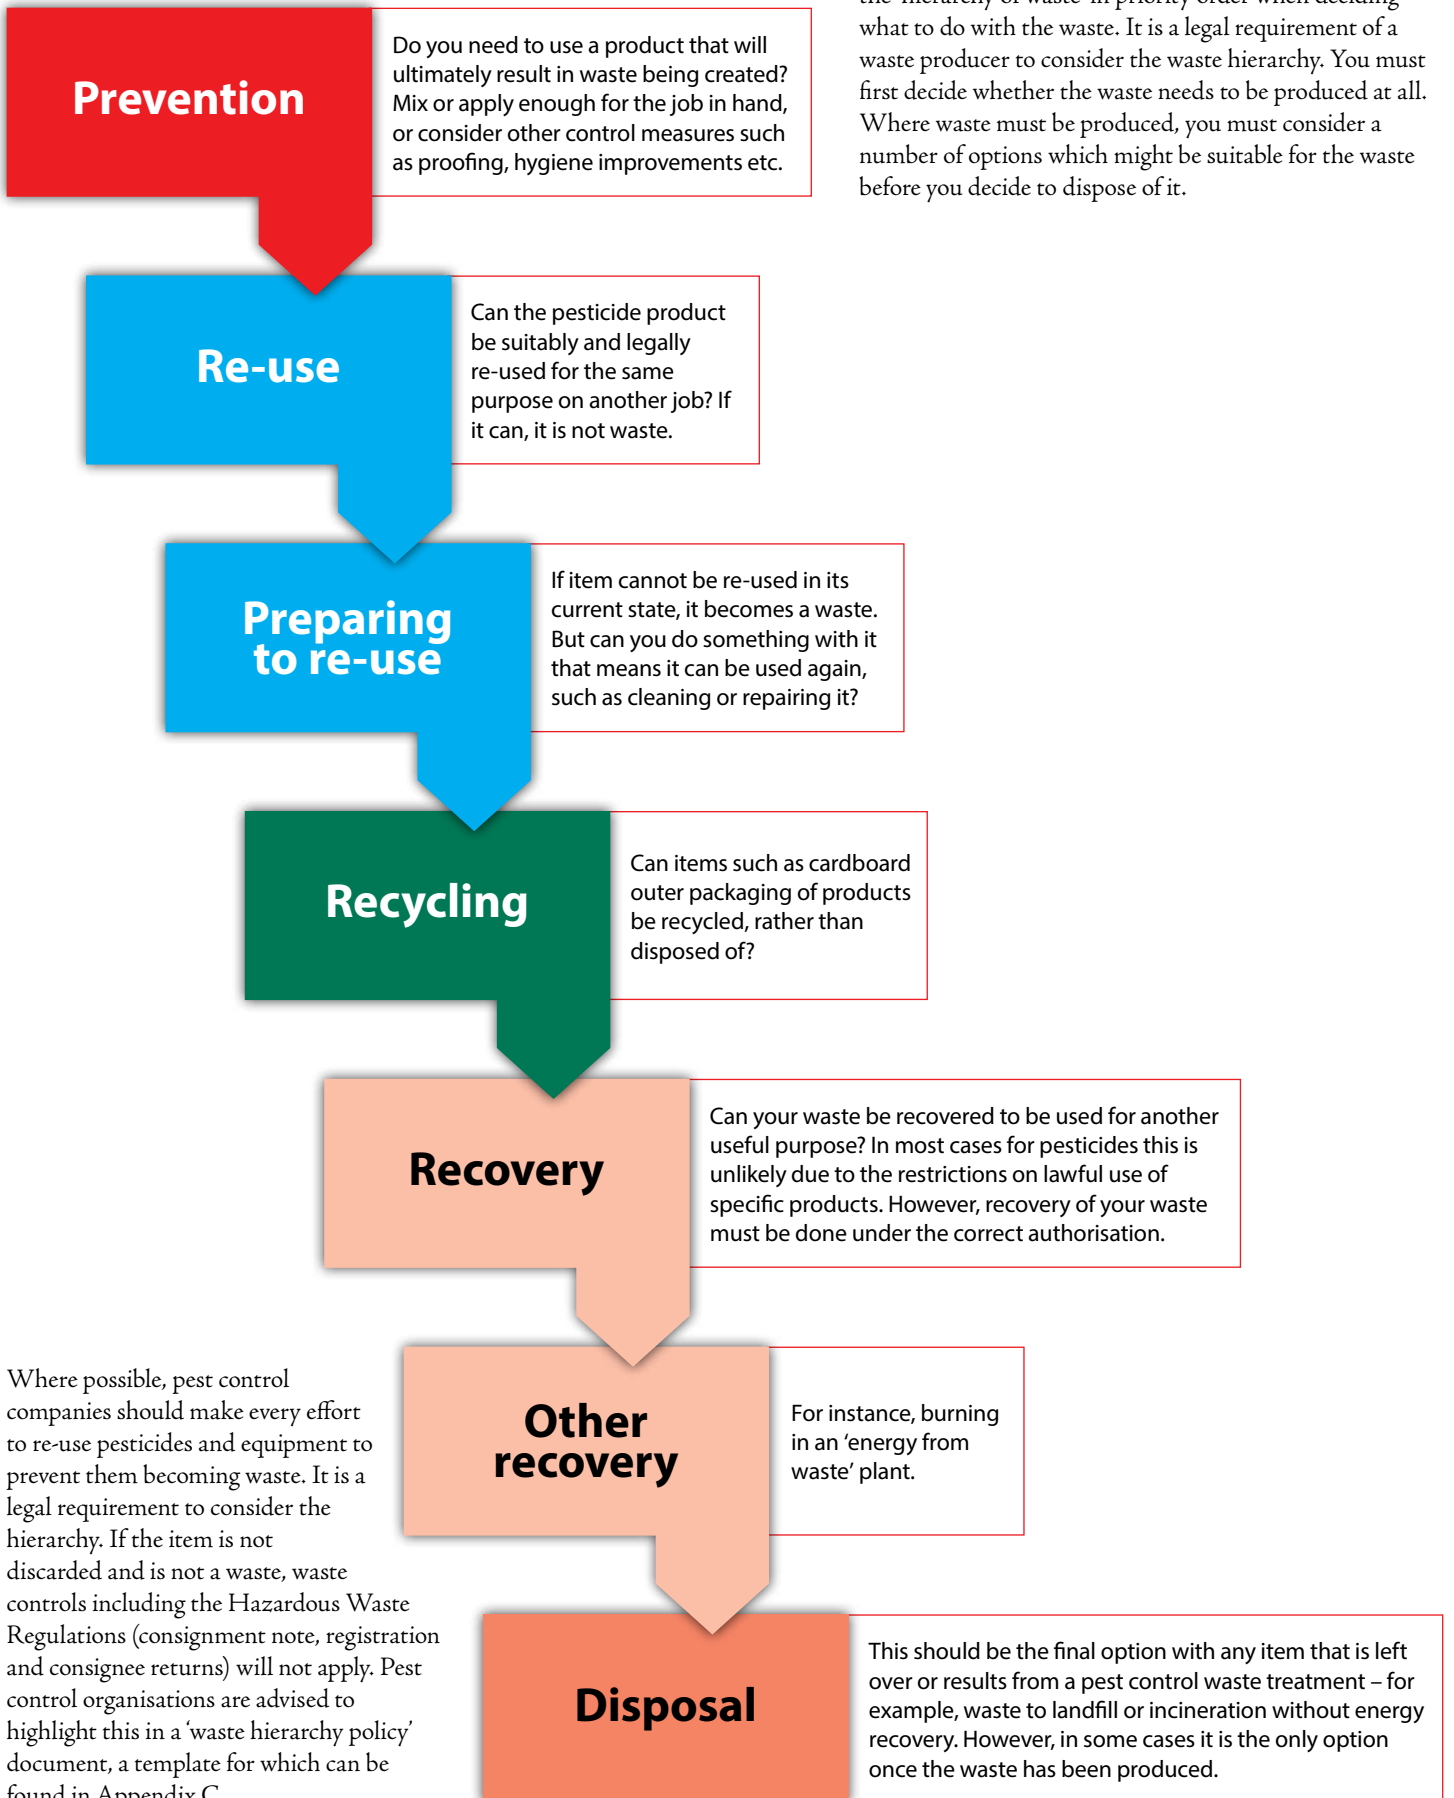 the ‘hierarchy of waste’ in priority order when deciding
what to do with the waste. It is a legal requirement of a
waste producer to consider the waste hierarchy. You must
first decide whether the waste needs to be produced at all.
Where waste must be produced, you must consider a
number of options which might be suitable for the waste
before you decide to dispose of it.
Prevention
Do you need to use a product that will
ultimately result in waste being created?
Mix or apply enough for the job in hand,
or consider other control measures such
as proofing, hygiene improvements etc.
Re-use
Can the pesticide product
be suitably and legally
re-used for the same
purpose on another job? If
it can, it is not waste.
Preparing
to re-use
If item cannot be re-used in its
current state, it becomes a waste.
But can you do something with it
that means it can be used again,
such as cleaning or repairing it?
Recycling
Can items such as cardboard
outer packaging of products
be recycled, rather than
disposed of?
Recovery
Can your waste be recovered to be used for another
useful purpose? In most cases for pesticides this is
unlikely due to the restrictions on lawful use of
specific products. However, recovery of your waste
must be done under the correct authorisation.
Other
recovery
For instance, burning
in an ‘energy from
waste’ plant.
Disposal
This should be the final option with any item that is left
over or results from a pest control waste treatment – for
example, waste to landfill or incineration without energy
recovery. However, in some cases it is the only option
once the waste has been produced.
Where possible, pest control
companies should make every effort
to re-use pesticides and equipment to
prevent them becoming waste. It is a
legal requirement to consider the
hierarchy. If the item is not
discarded and is not a waste, waste
controls including the Hazardous Waste
Regulations (consignment note, registration
and consignee returns) will not apply. Pest
control organisations are advised to
highlight this in a ‘waste hierarchy policy’
document, a template for which can be
found in Appendix C